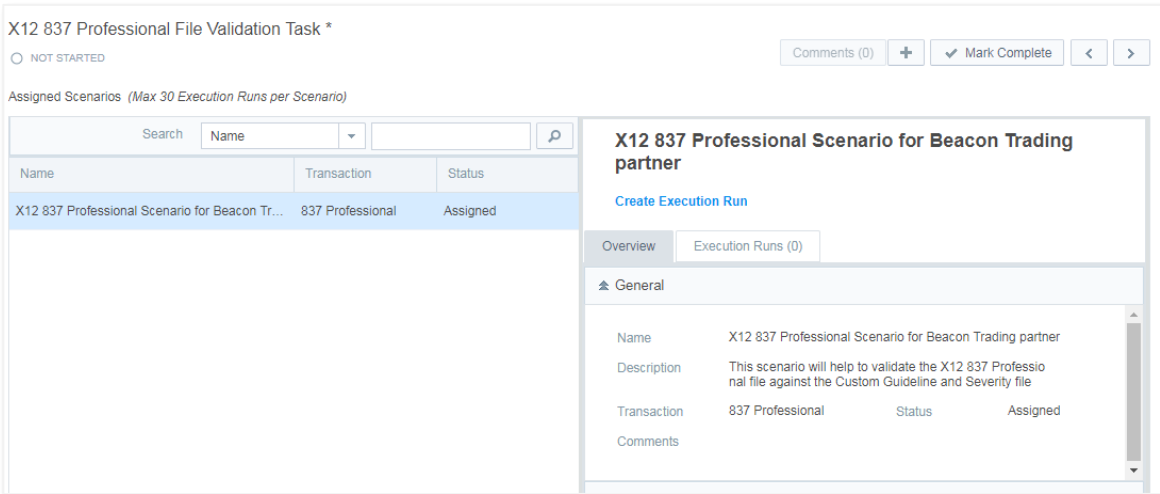 X12 837 Professional File Validation Task *
NOT STARTED
Comments (0)
Mark Complete
Assigned Scenarios (Max 30 Execution Runs per Scenario)
Search
Name
Name Transaction Status
X12 837 Professional Scenario for Beacon Tr... 837 Professional Assigned
X12 837 Professional Scenario for Beacon Trading
partner
Create Execution Run
Overview Execution Runs (0)
General
Name X12 837 Professional Scenario for Beacon Trading partner
Description This scenario will help to validate the X12 837 Professio
nal file against the Custom Guideline and Severity file
Transaction 837 Professional Status Assigned
Comments